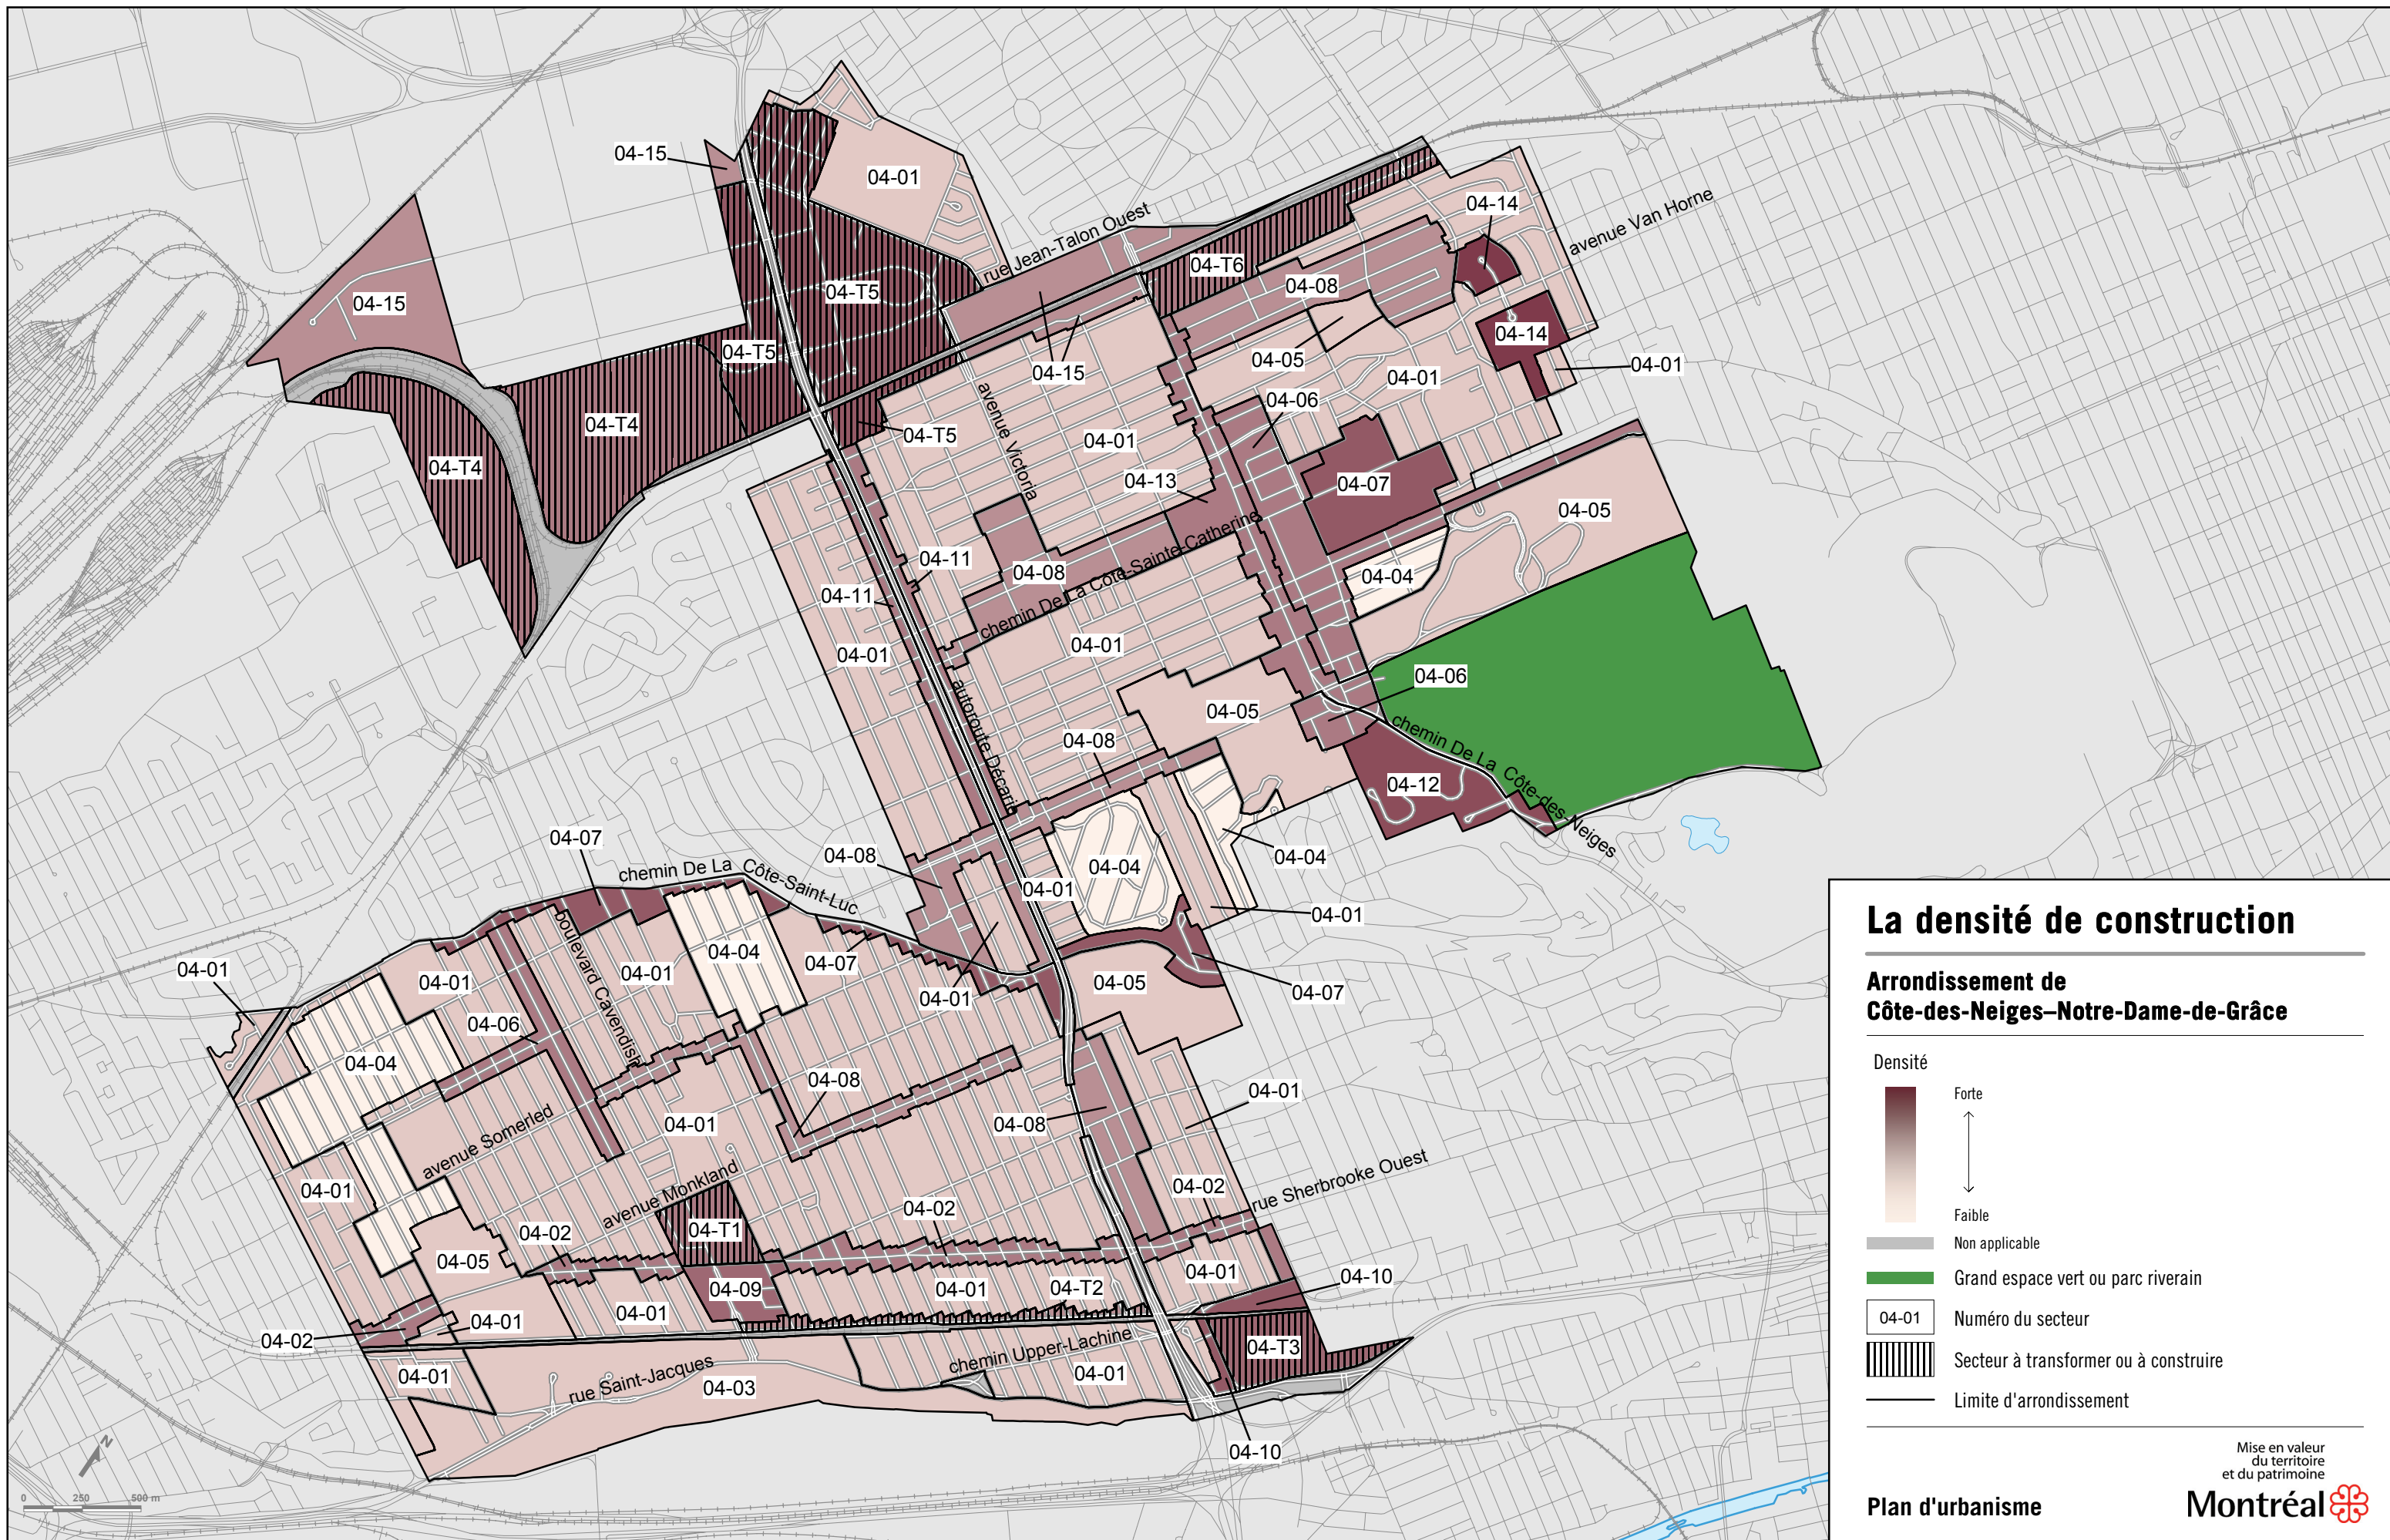 04-15
04-01
04-14
avenue Van Horne
rue Jean-Talon Ouest
04-T6
04-08
04-T5
04-15
04-14
04-T5
04-05
04-15
04-01
04-01
04-06
avenue Victoria
04-T4
04-T5
04-01
04-T4
04-13
04-07
04-05
chemin De La Côte-Sainte-Catherine
04-11
04-08
04-04
04-11
04-01
04-01
04-06
autoroute Décarie
04-05
04-08
chemin De La Côte-des-Neiges
04-12
04-07
04-08
04-04
04-04
chemin De La Côte-Saint-Luc
04-01
04-01
boulevard Cavendish
04-04
04-07
04-01
04-01
04-01
04-01
04-05
04-07
04-06
04-04
04-08
04-01
04-08
04-01
avenue Somerled
04-01
avenue Monkland
04-02
04-02
rue Sherbrooke Ouest
04-T1
04-02
04-05
04-01
04-10
04-09
04-01
04-T2
04-01
04-01
04-02
chemin Upper-Lachine
04-T3
04-01
rue Saint-Jacques
04-03
04-01
04-10
N
0 250 500 m
La densité de construction
Arrondissement de
Côte-des-Neiges–Notre-Dame-de-Grâce
Densité
Forte
Faible
Non applicable
Grand espace vert ou parc riverain
04-01 Numéro du secteur
Secteur à transformer ou à construire
Limite d'arrondissement
Mise en valeur
du territoire
et du patrimoine
Plan d'urbanisme
Montréal